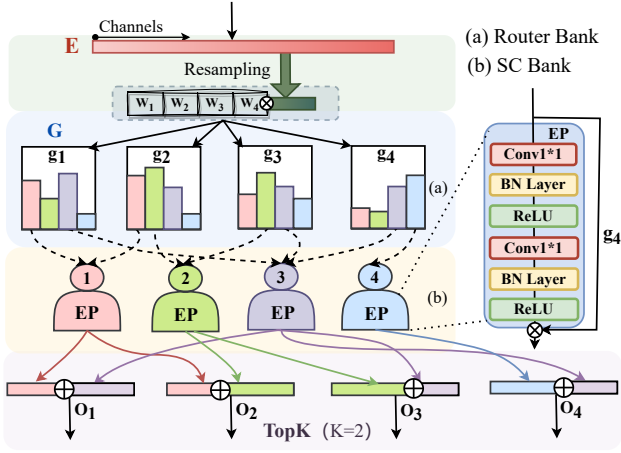 Channels
E
Resampling
W1 W2 W3 W4
(a) Router Bank
(b) SC Bank
G
g1 g2 g3 g4
(a)
1 2 3 4
EP EP EP EP
(b)
EP
Conv1*1
BN Layer
ReLU
Conv1*1
BN Layer
ReLU
g4
O1 O2 O3 O4
TopK (K=2)